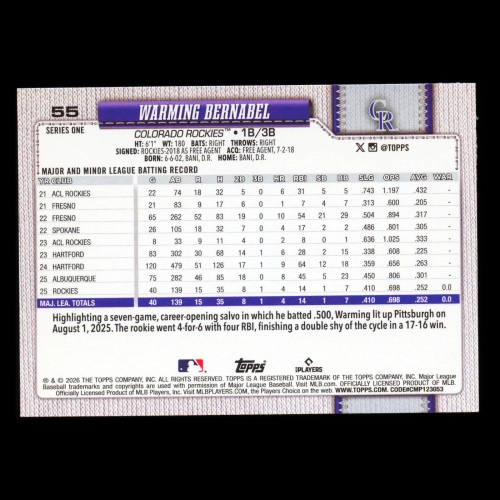 55
SERIES ONE
WARMING BERNABEL
COLORADO ROCKIES™ • 1B/3B
HT: 6'1" WT: 180 BATS: RIGHT THROWS: RIGHT
SIGNED: ROCKIES-2018 AS FREE AGENT ACQ: FREE AGENT, 7-2-18
BORN: 6-6-02, BANI, D.R. HOME: BANI, D.R.
CR
@TOPPS
MAJOR AND MINOR LEAGUE BATTING RECORD
YR CLUB G AB R H 2B 3B HR RBI SB BB SLG OPS AVG WAR
21 ACL ROCKIES 22 74 18 32 5 0 6 31 5 5 .743 1.197 .432 -
21 FRESNO 21 83 9 17 6 0 1 7 4 7 .313 .600 .205 -
22 FRESNO 65 262 52 83 19 0 10 54 21 29 .504 .894 .317 -
22 SPOKANE 26 105 18 32 7 0 4 17 2 2 .486 .801 .305 -
23 ACL ROCKIES 8 33 9 11 4 2 0 8 0 .636 1.025 .333 -
23 HARTFORD 83 302 30 68 14 1 6 28 2 15 .338 .608 .225 -
24 HARTFORD 120 479 51 126 17 1 9 64 12 18 .359 .656 .263 -
25 ALBUQUERQUE 75 282 46 85 18 0 8 45 5 23 .450 .806 .301 -
25 ROCKIES 40 139 15 35 8 1 4 14 1 7 .410 .698 .252 0.0
MAJ. LEA. TOTALS 40 139 15 35 8 1 4 14 1 7 .410 .698 .252 0.0
Highlighting a seven-game, career-opening salvo in which he batted .500, Warming lit up Pittsburgh on
August 1, 2025. The rookie went 4-for-6 with four RBI, finishing a double shy of the cycle in a 17-16 win.
Topps
PLAYERS
® & © 2026 THE TOPPS COMPANY, INC. ALL RIGHTS RESERVED. TOPPS IS A REGISTERED TRADEMARK OF THE TOPPS COMPANY, INC. Major League
Baseball trademarks and copyrights are used with permission of Major League Baseball. Visit MLB.com. OFFICIALLY LICENSED PRODUCT OF MAJOR LEAGUE BASEBALL.
Officially Licensed Product of MLB Players, Inc. Visit MLBPLAYERS.com, the Players Choice on the web. WWW.TOPPS.COM. CODE#CMP123053